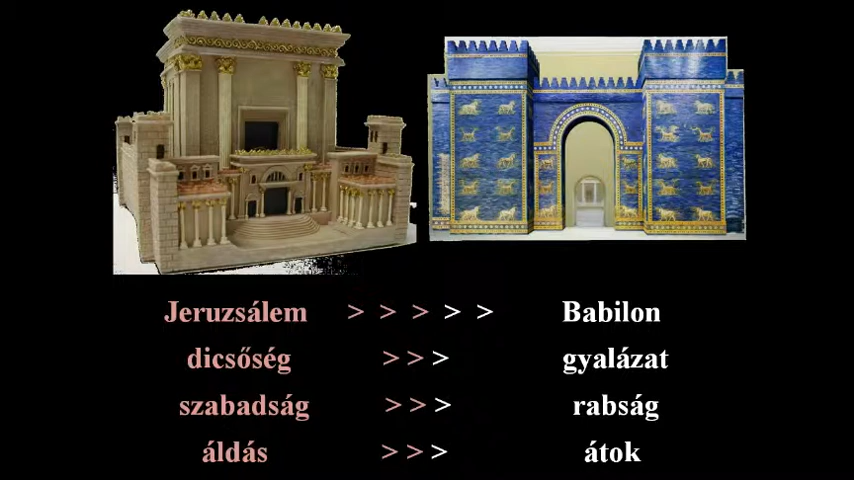 Jeruzsálem > > > > > Babilon
dicsőség > > > gyalázat
szabadság > > > rabság
áldás > > > átok